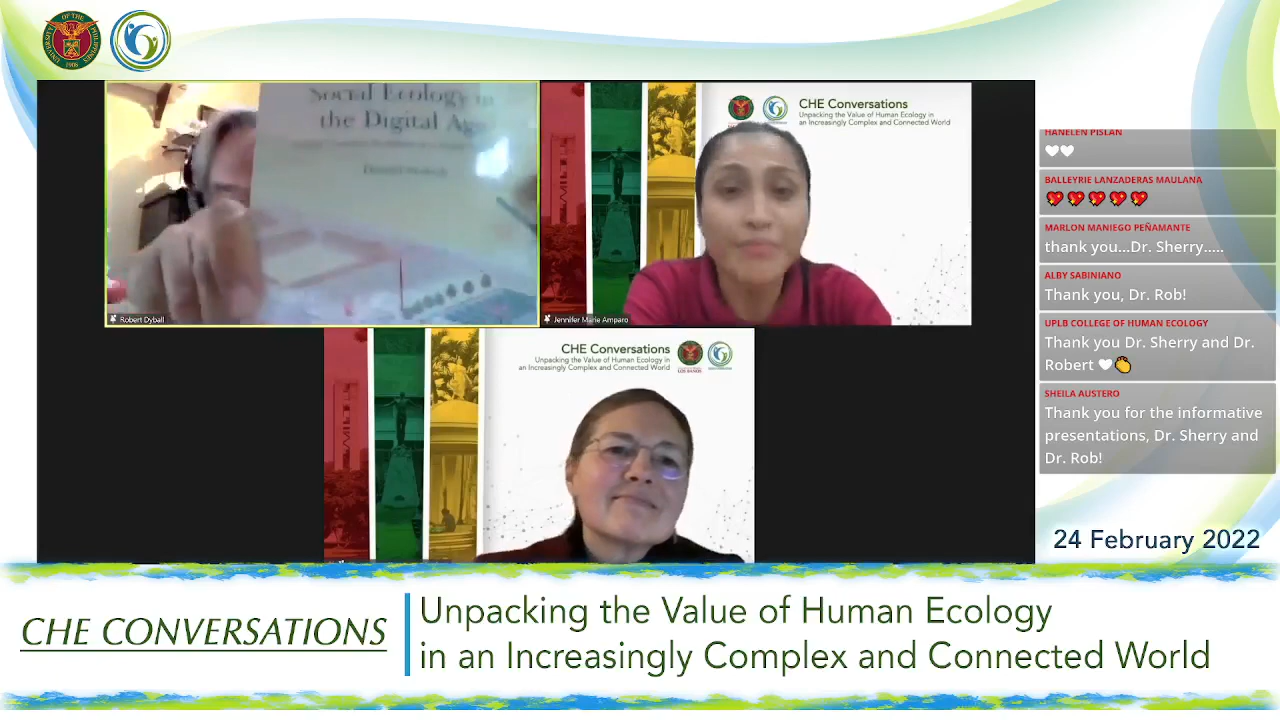 UNIVERSITY OF THE PHILIPPINES
1908
Social Ecology in
the Digital Age
Robert Dyball
CHE Conversations
Unpacking the Value of Human Ecology in
an Increasingly Complex and Connected World
Jennifer Marie Amparo
CHE Conversations
Unpacking the Value of Human Ecology in
an Increasingly Complex and Connected World
HANELEN PISLAN
🤍🤍
BALLEYRIE LANZADERAS MAULANA
💖💖💖💖💖
MARLON MANIEGO PEÑAMANTE
thank you...Dr. Sherry.....
ALBY SABINIANO
Thank you, Dr. Rob!
UPLB COLLEGE OF HUMAN ECOLOGY
Thank you Dr. Sherry and Dr.
Robert 🤍👏
SHEILA AUSTERO
Thank you for the informative
presentations, Dr. Sherry and
Dr. Rob!
24 February 2022
CHE CONVERSATIONS
Unpacking the Value of Human Ecology
in an Increasingly Complex and Connected World